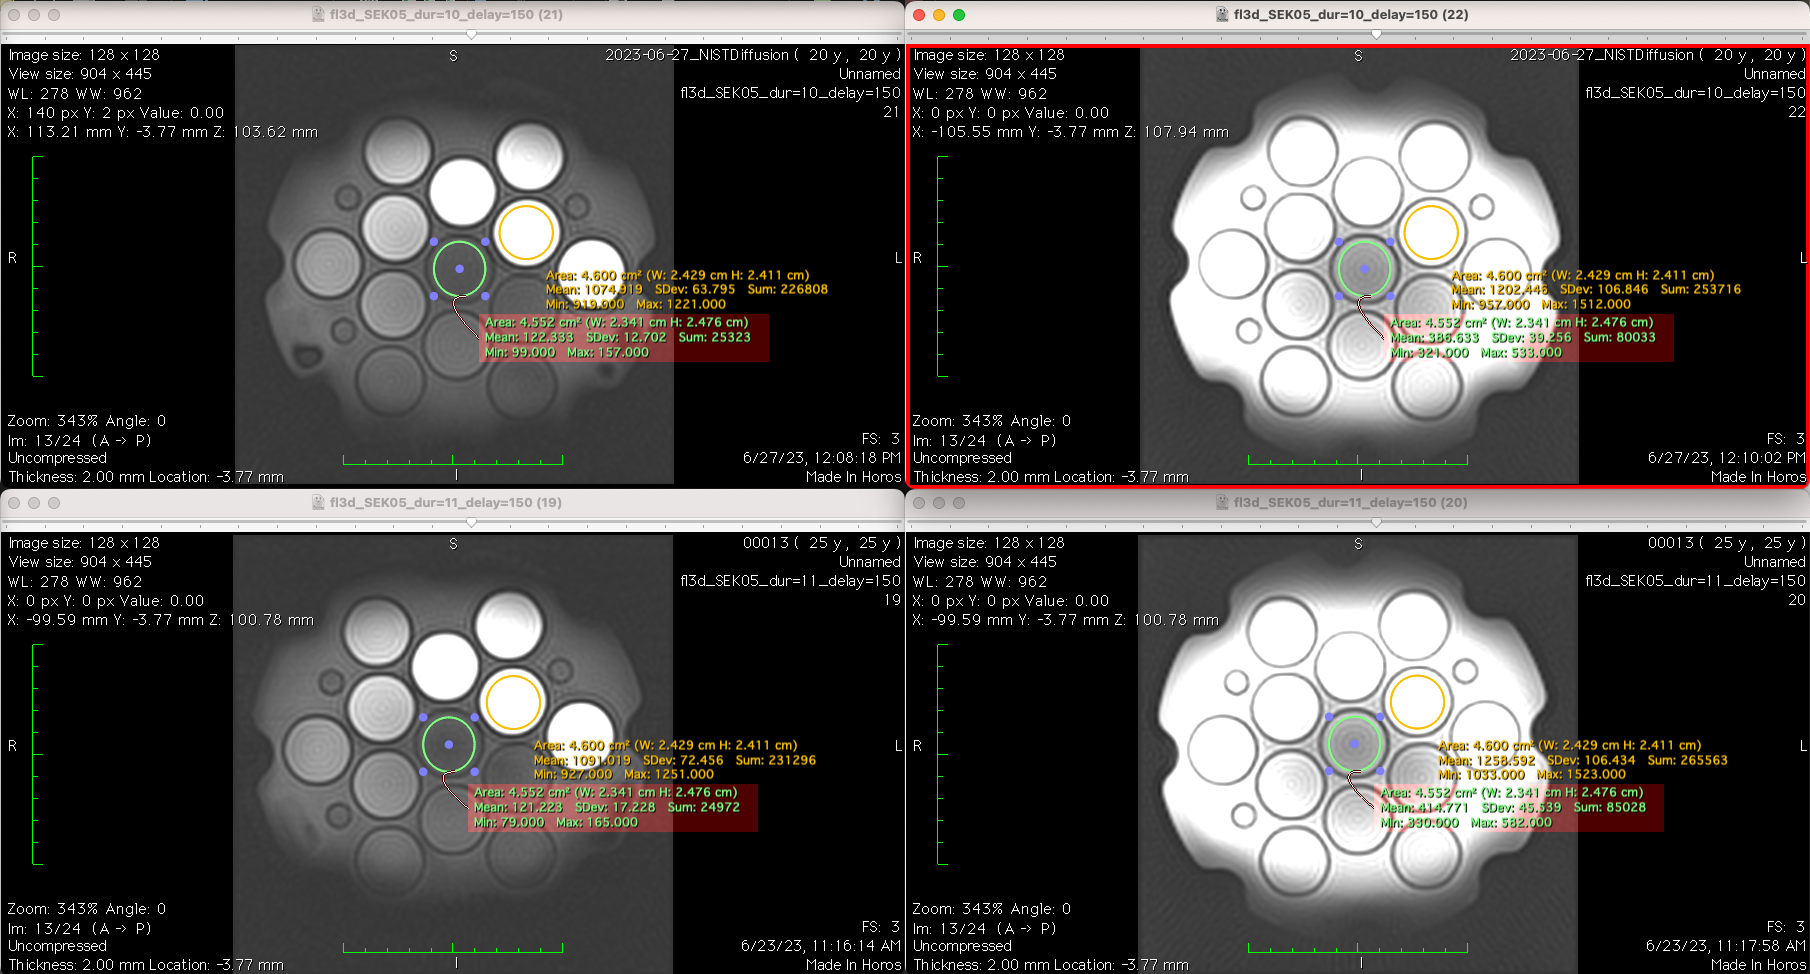 fl3d_SEK05_dur=10_delay=150 (21)
Image size: 128 x 128
View size: 904 x 445
WL: 278 WW: 962
X: 140 px Y: 2 px Value: 0.00
X: 113.21 mm Y: -3.77 mm Z: 103.62 mm
S
2023-06-27_NISTDiffusion ( 20 y, 20 y )
Unnamed
fl3d_SEK05_dur=10_delay=150
21
R
L
Area: 4.600 cm² (W: 2.429 cm H: 2.411 cm)
Mean: 1074.919 SDev: 63.795 Sum: 226808
Min: 919.000 Max: 1221.000
Area: 4.552 cm² (W: 2.341 cm H: 2.476 cm)
Mean: 122.333 SDev: 12.702 Sum: 25323
Min: 99.000 Max: 157.000
Zoom: 343% Angle: 0
Im: 13/24 (A -> P)
Uncompressed
Thickness: 2.00 mm Location: -3.77 mm
I
FS: 3
6/27/23, 12:08:18 PM
Made In Horos
fl3d_SEK05_dur=10_delay=150 (22)
Image size: 128 x 128
View size: 904 x 445
WL: 278 WW: 962
X: 0 px Y: 0 px Value: 0.00
X: -105.55 mm Y: -3.77 mm Z: 107.94 mm
S
2023-06-27_NISTDiffusion ( 20 y, 20 y )
Unnamed
fl3d_SEK05_dur=10_delay=150
22
R
L
Area: 4.600 cm² (W: 2.429 cm H: 2.411 cm)
Mean: 1202.446 SDev: 106.846 Sum: 253716
Min: 957.000 Max: 1512.000
Area: 4.552 cm² (W: 2.341 cm H: 2.476 cm)
Mean: 386.633 SDev: 39.256 Sum: 80033
Min: 321.000 Max: 533.000
Zoom: 343% Angle: 0
Im: 13/24 (A -> P)
Uncompressed
Thickness: 2.00 mm Location: -3.77 mm
I
FS: 3
6/27/23, 12:10:02 PM
Made In Horos
fl3d_SEK05_dur=11_delay=150 (19)
Image size: 128 x 128
View size: 904 x 445
WL: 278 WW: 962
X: 0 px Y: 0 px Value: 0.00
X: -99.59 mm Y: -3.77 mm Z: 100.78 mm
S
00013 ( 25 y, 25 y )
Unnamed
fl3d_SEK05_dur=11_delay=150
19
R
L
Area: 4.600 cm² (W: 2.429 cm H: 2.411 cm)
Mean: 1091.019 SDev: 72.456 Sum: 231296
Min: 927.000 Max: 1251.000
Area: 4.552 cm² (W: 2.341 cm H: 2.476 cm)
Mean: 121.223 SDev: 17.228 Sum: 24972
Min: 79.000 Max: 165.000
Zoom: 343% Angle: 0
Im: 13/24 (A -> P)
Uncompressed
Thickness: 2.00 mm Location: -3.77 mm
I
FS: 3
6/23/23, 11:16:14 AM
Made In Horos
fl3d_SEK05_dur=11_delay=150 (20)
Image size: 128 x 128
View size: 904 x 445
WL: 278 WW: 962
X: 0 px Y: 0 px Value: 0.00
X: -99.59 mm Y: -3.77 mm Z: 100.78 mm
S
00013 ( 25 y, 25 y )
Unnamed
fl3d_SEK05_dur=11_delay=150
20
R
L
Area: 4.600 cm² (W: 2.429 cm H: 2.411 cm)
Mean: 1258.592 SDev: 106.434 Sum: 265563
Min: 1033.000 Max: 1523.000
Area: 4.552 cm² (W: 2.341 cm H: 2.476 cm)
Mean: 414.771 SDev: 45.539 Sum: 85028
Min: 330.000 Max: 582.000
Zoom: 343% Angle: 0
Im: 13/24 (A -> P)
Uncompressed
Thickness: 2.00 mm Location: -3.77 mm
I
FS: 3
6/23/23, 11:17:58 AM
Made In Horos